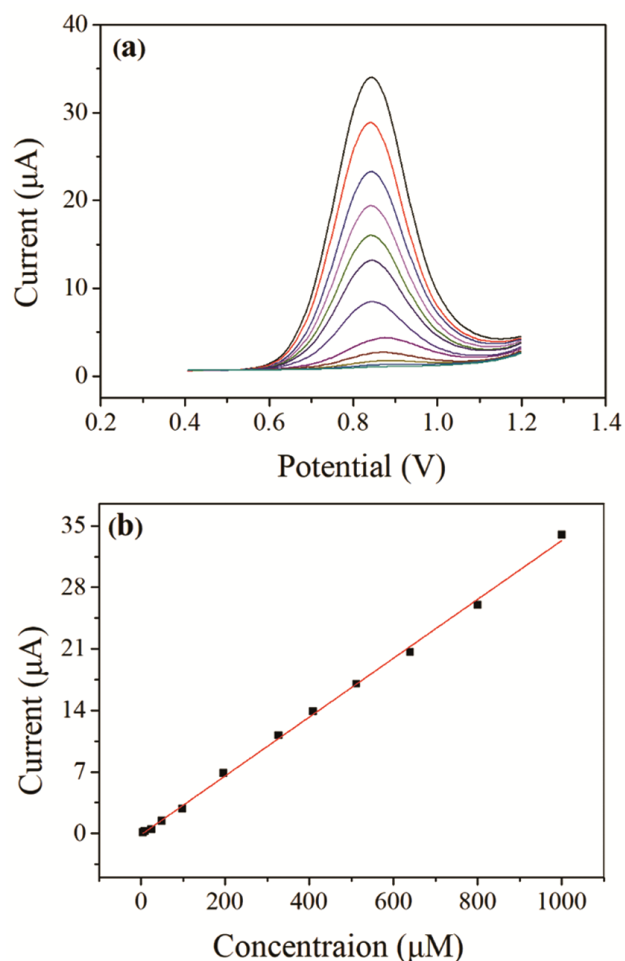 (a)
40
30
20
10
0
Current (μA)
0.2 0.4 0.6 0.8 1.0 1.2 1.4
Potential (V)
(b)
35
28
21
14
7
0
Current (μA)
0 200 400 600 800 1000
Concentraion (μM)